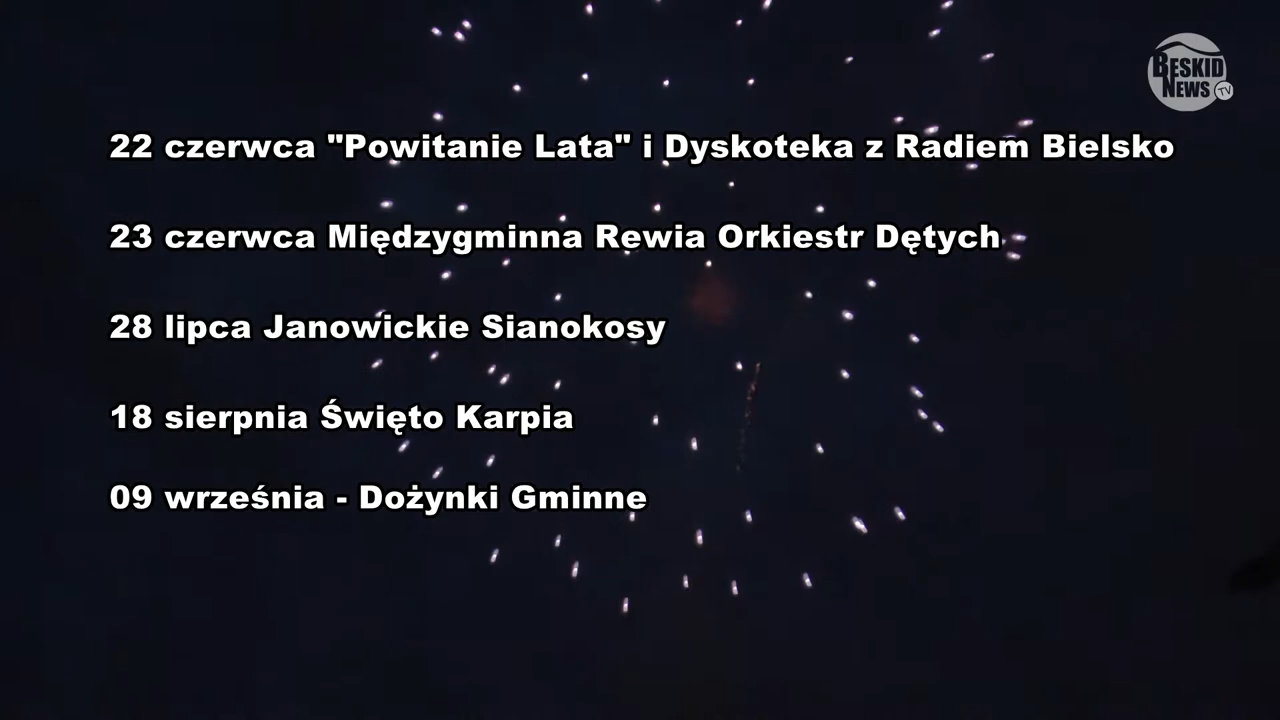 BESKID
NEWS TV
22 czerwca "Powitanie Lata" i Dyskoteka z Radiem Bielsko
23 czerwca Międzygminna Rewia Orkiestr Dętych
28 lipca Janowickie Sianokosy
18 sierpnia Święto Karpia
09 września - Dożynki Gminne